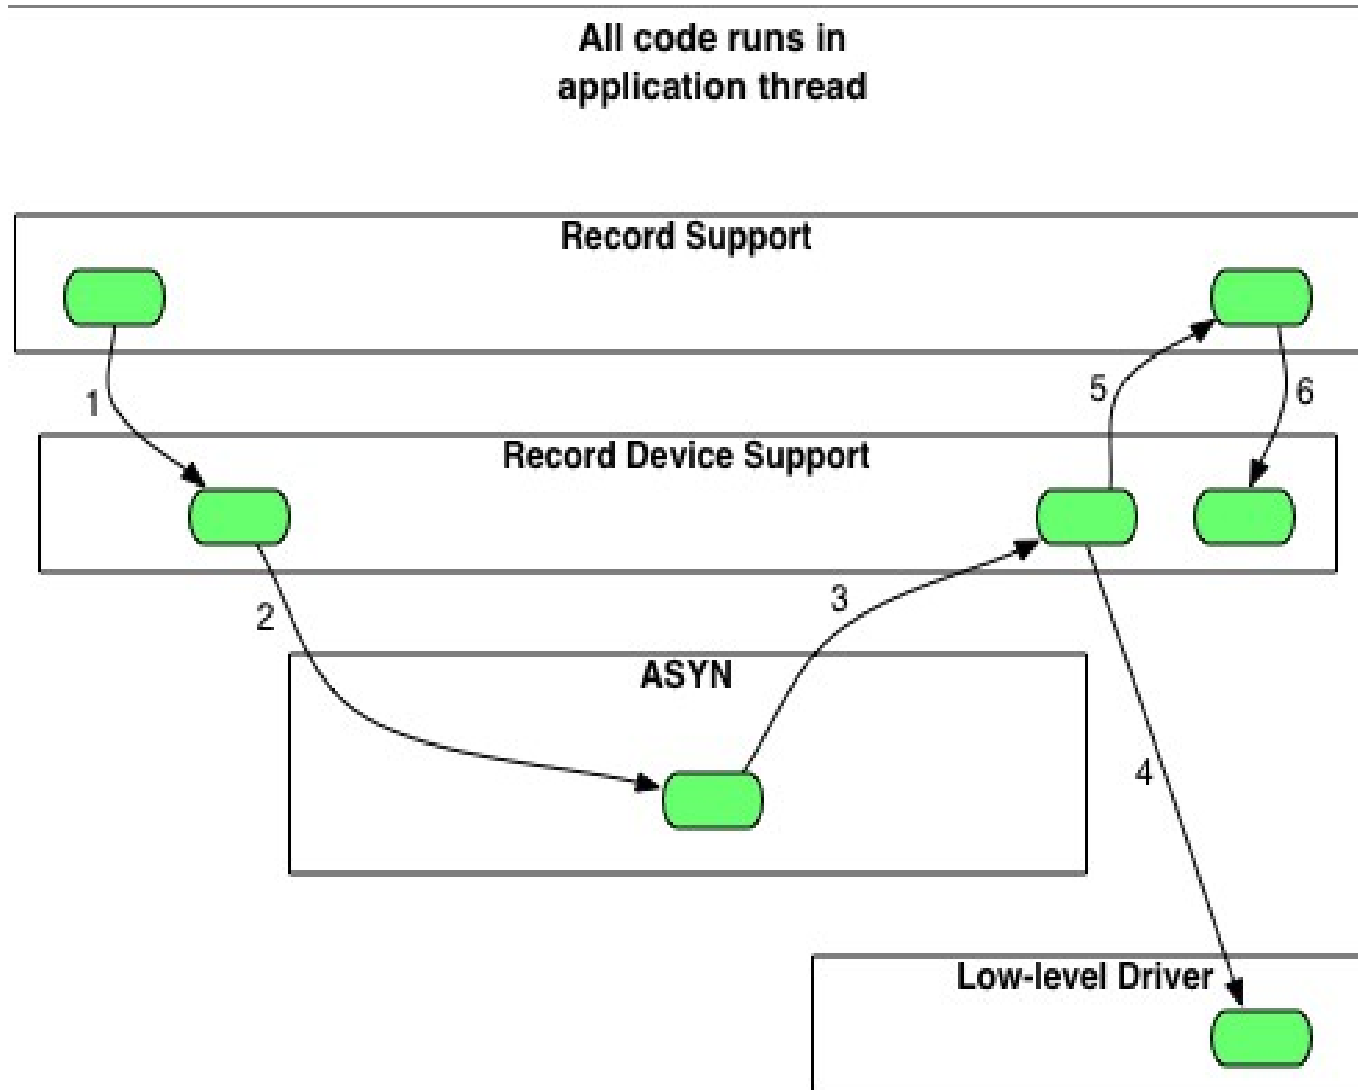 All code runs in
application thread
Record Support
1
5
6
Record Device Support
2
3
ASYN
4
Low-level Driver